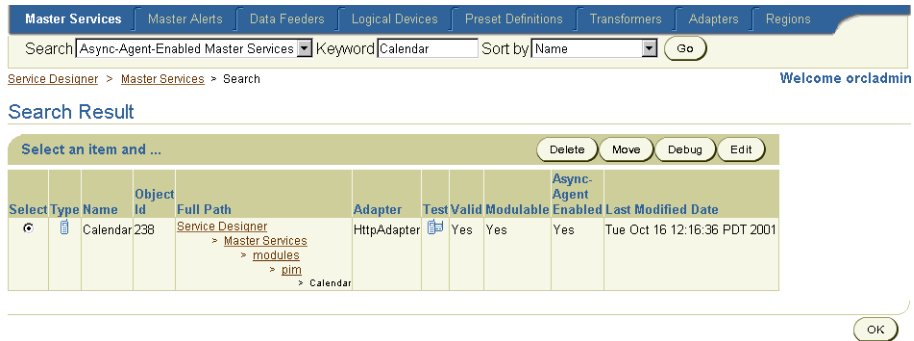 Master Services Master Alerts Data Feeders Logical Devices Preset Definitions Transformers Adapters Regions
Search Async-Agent-Enabled Master Services Keyword Calendar Sort by Name Go
Service Designer > Master Services > Search Welcome orcladmin
Search Result
Select an item and ... Delete Move Debug Edit
Select Type Name Object Id Full Path Adapter Test Valid Modulable Async-Agent Enabled Last Modified Date
Calendar 238 Service Designer HttpAdapter Yes Yes Yes Tue Oct 16 12:16:36 PDT 2001
> Master Services
> modules
> pim
> Calendar
OK